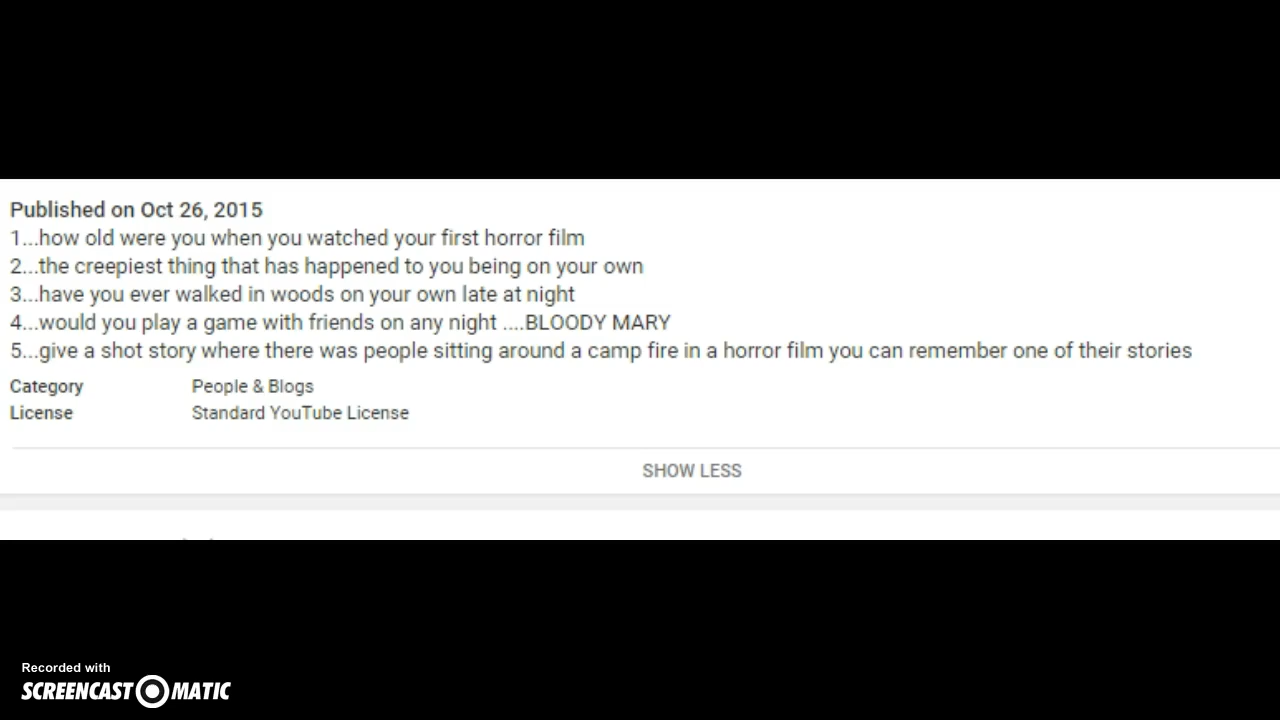 Published on Oct 26, 2015
1...how old were you when you watched your first horror film
2...the creepiest thing that has happened to you being on your own
3...have you ever walked in woods on your own late at night
4...would you play a game with friends on any night ....BLOODY MARY
5...give a shot story where there was people sitting around a camp fire in a horror film you can remember one of their stories
Category People & Blogs
License Standard YouTube License
SHOW LESS
Recorded with
SCREENCAST MATIC